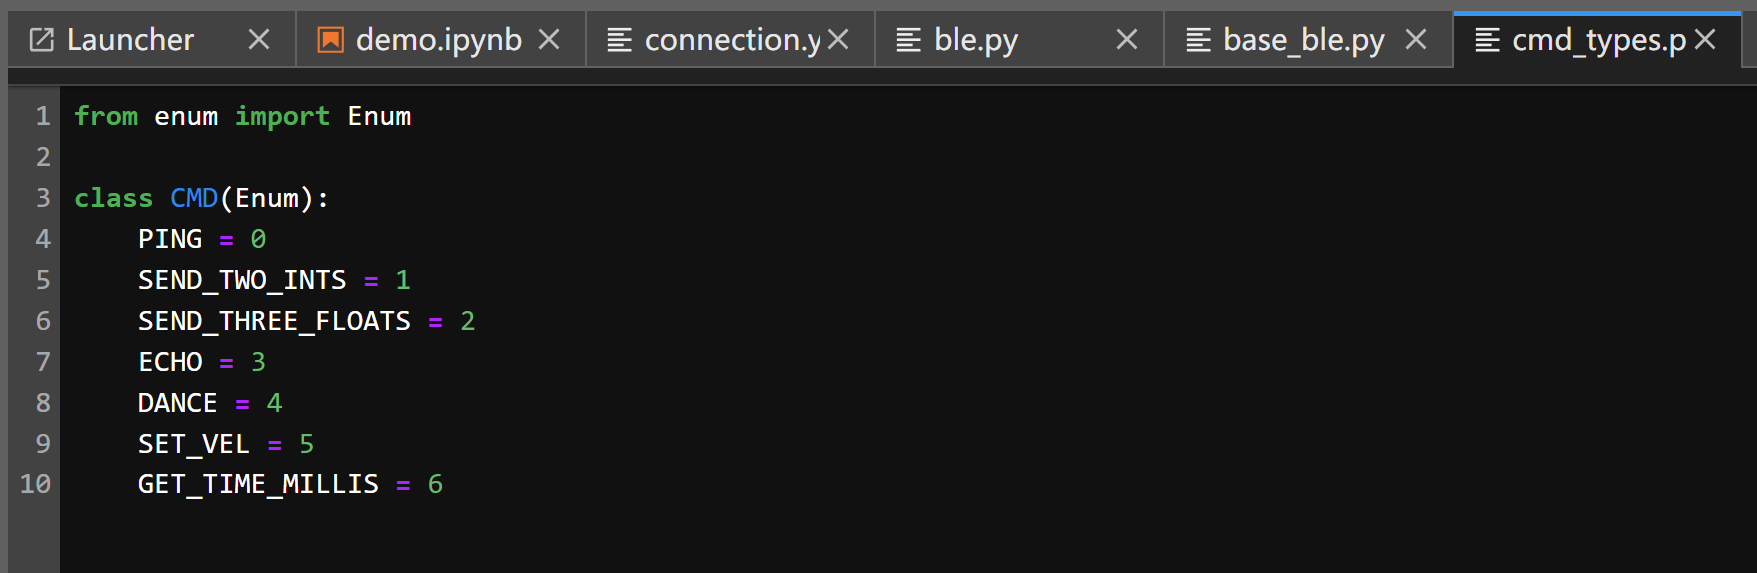 Launcher demo.ipynb connection.y ble.py base_ble.py cmd_types.p
1 from enum import Enum
2
3 class CMD(Enum):
4     PING = 0
5     SEND_TWO_INTS = 1
6     SEND_THREE_FLOATS = 2
7     ECHO = 3
8     DANCE = 4
9     SET_VEL = 5
10     GET_TIME_MILLIS = 6